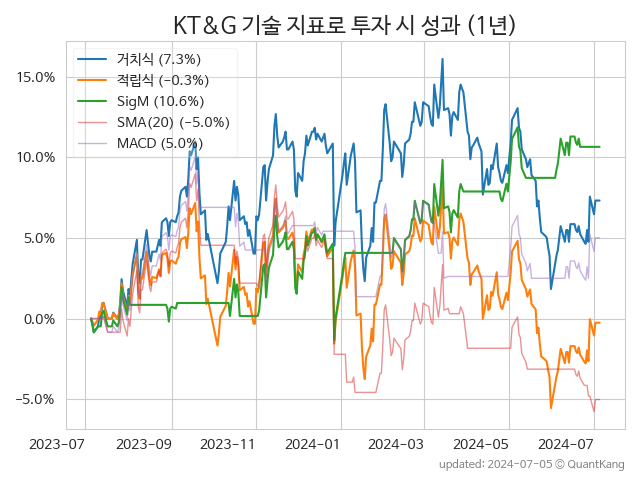 KT&G 기술 지표로 투자 시 성과 (1년)
거치식 (7.3%)
적립식 (−0.3%)
SigM (10.6%)
SMA(20) (−5.0%)
MACD (5.0%)
15.0%
10.0%
5.0%
0.0%
−5.0%
2023-07 2023-09 2023-11 2024-01 2024-03 2024-05 2024-07
updated: 2024-07-05 © QuantKang